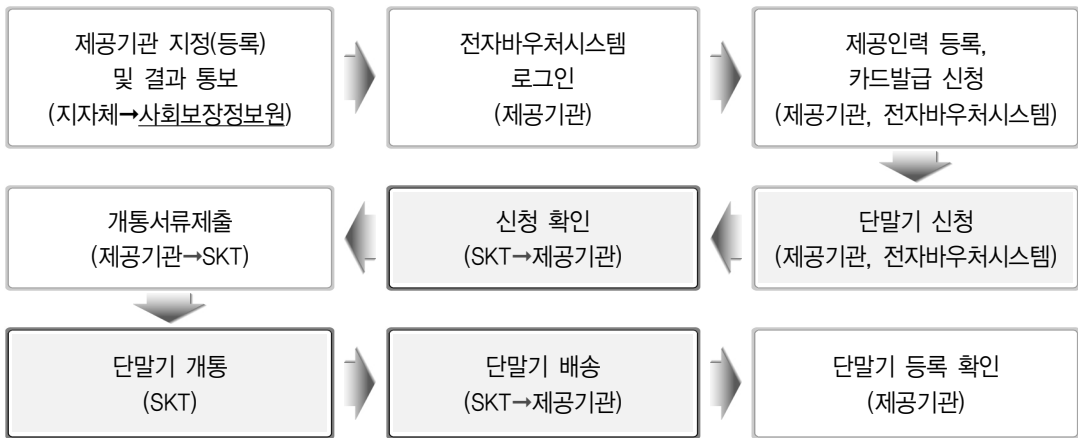 제공기관 지정(등록)
및 결과 통보
(지자체→사회보장정보원)
전자바우처시스템
로그인
(제공기관)
제공인력 등록,
카드발급 신청
(제공기관, 전자바우처시스템)
단말기 신청
(제공기관, 전자바우처시스템)
신청 확인
(SKT→제공기관)
개통서류제출
(제공기관→SKT)
단말기 개통
(SKT)
단말기 배송
(SKT→제공기관)
단말기 등록 확인
(제공기관)